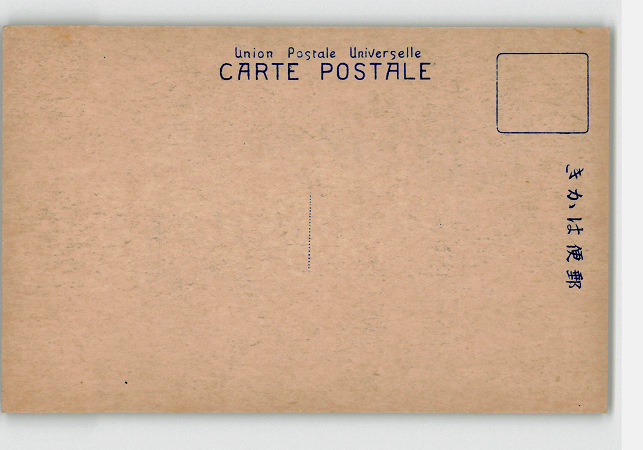 Union Postale Universelle
CARTE POSTALE
きかは便郵